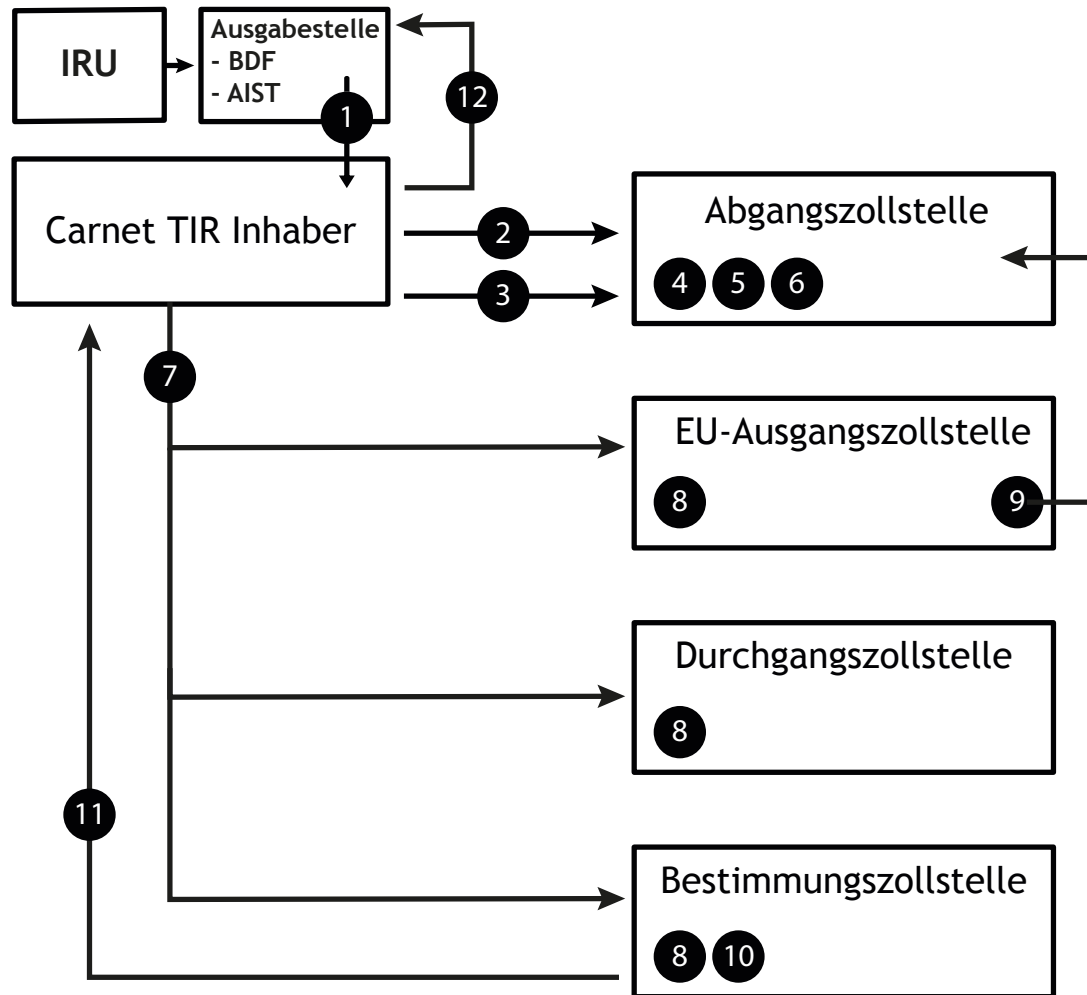 IRU
Ausgabestelle
- BDF
- AIST
1
12
Carnet TIR Inhaber
2
3
Abgangszollstelle
4 5 6
7
EU-Ausgangszollstelle
8 9
Durchgangszollstelle
8
11
Bestimmungszollstelle
8 10